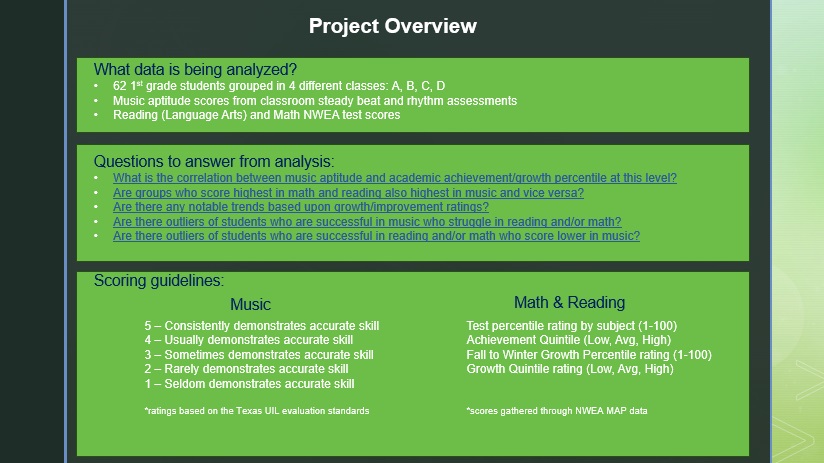 Project Overview
What data is being analyzed?
• 62 1st grade students grouped in 4 different classes: A, B, C, D
• Music aptitude scores from classroom steady beat and rhythm assessments
• Reading (Language Arts) and Math NWEA test scores
Questions to answer from analysis:
• What is the correlation between music aptitude and academic achievement/growth percentile at this level?
• Are groups who score highest in math and reading also highest in music and vice versa?
• Are there any notable trends based upon growth/improvement ratings?
• Are there outliers of students who are successful in music who struggle in reading and/or math?
• Are there outliers of students who are successful in reading and/or math who score lower in music?
Scoring guidelines:
Music
5 – Consistently demonstrates accurate skill
4 – Usually demonstrates accurate skill
3 – Sometimes demonstrates accurate skill
2 – Rarely demonstrates accurate skill
1 – Seldom demonstrates accurate skill
*ratings based on the Texas UIL evaluation standards
Math & Reading
Test percentile rating by subject (1-100)
Achievement Quintile (Low, Avg, High)
Fall to Winter Growth Percentile rating (1-100)
Growth Quintile rating (Low, Avg, High)
*scores gathered through NWEA MAP data